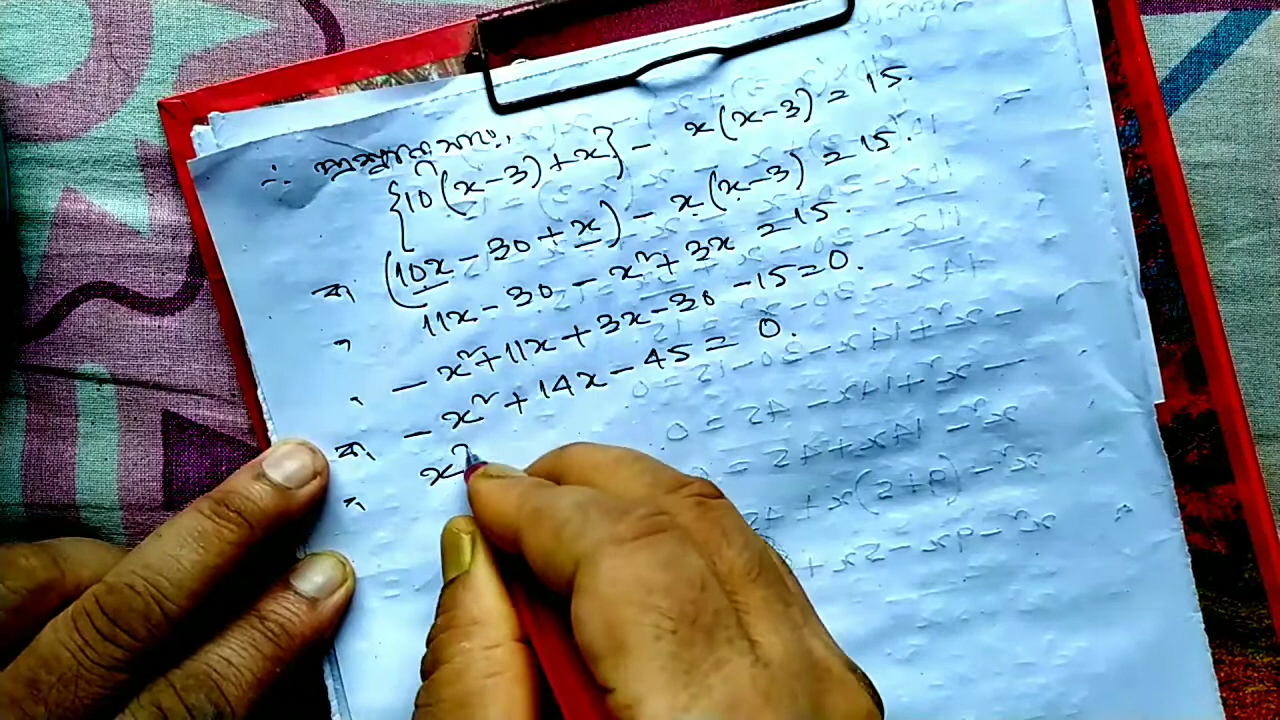 ∴ প্রশ্নানুসারে,
{10(x-3)+x} - x(x-3) = 15.
বা, (10x-30+x) - x(x-3) = 15.
" 11x-30-x²+3x = 15.
" -x²+11x+3x-30-15=0.
বা, -x²+14x-45= 0.
" x²